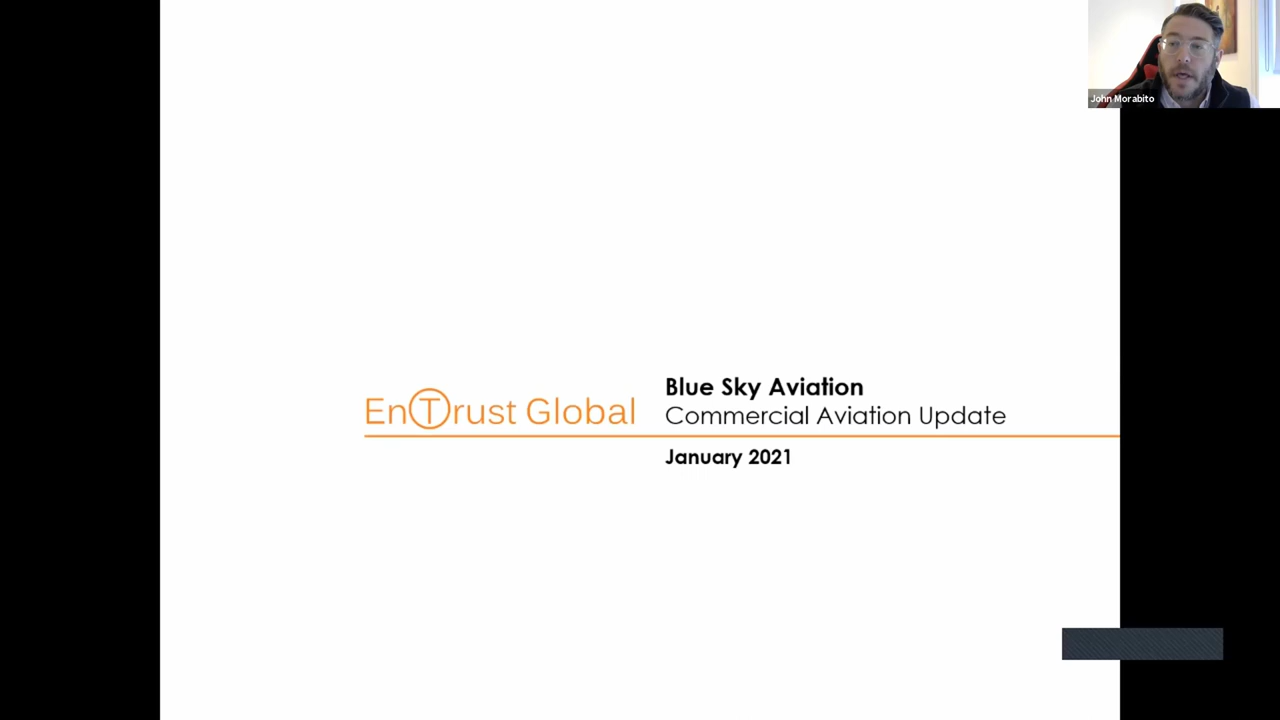 John Morabito
EnTrust Global
Blue Sky Aviation
Commercial Aviation Update
January 2021